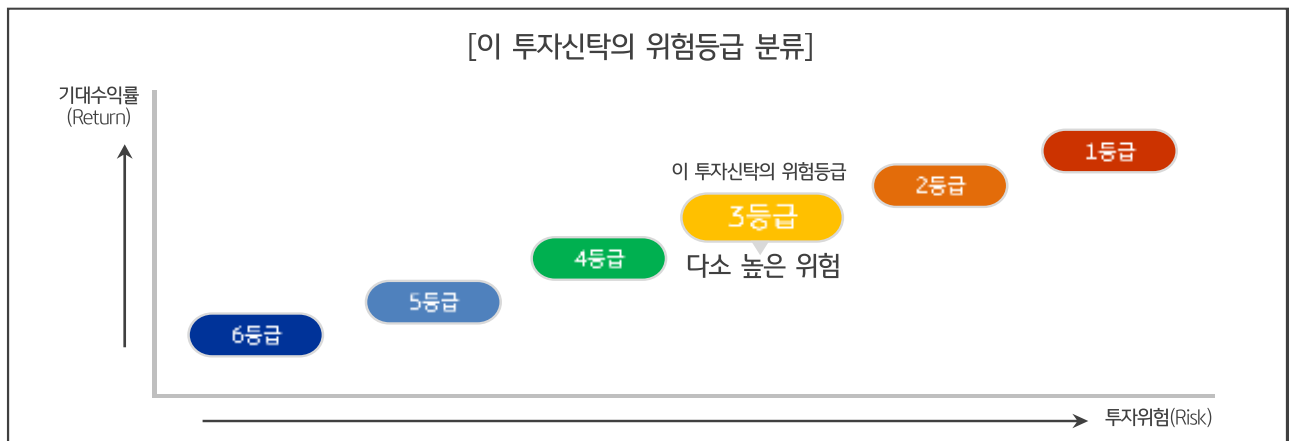 [이 투자신탁의 위험등급 분류]
기대수익률
(Return)
1등급
이 투자신탁의 위험등급
2등급
3등급
4등급
다소 높은 위험
5등급
6등급
투자위험(Risk)